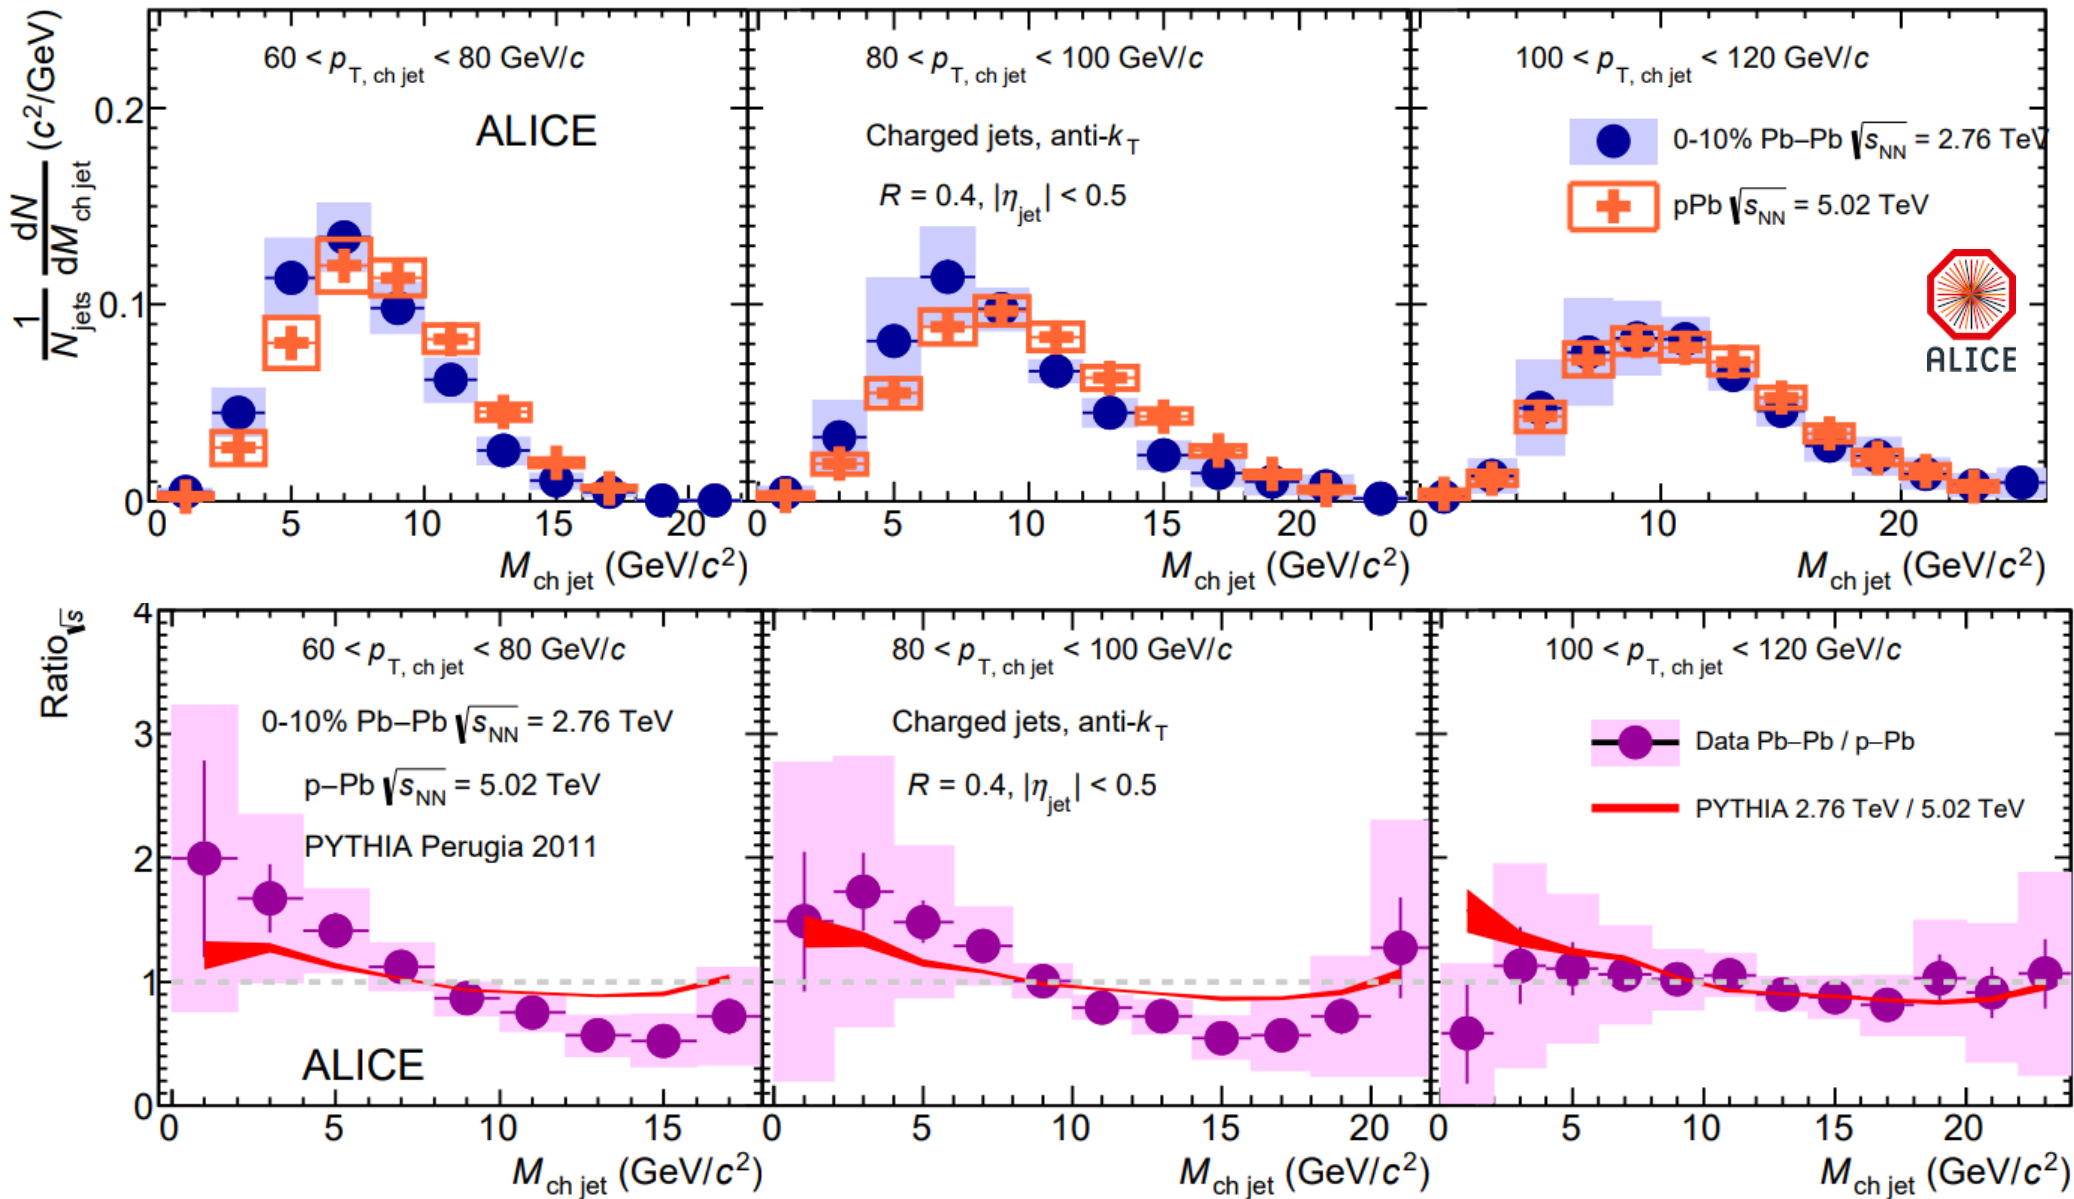 1/N_jets dN/dM_ch jet (c²/GeV)
0.2
0.1
0
60 < p_T, ch jet < 80 GeV/c
ALICE
0 5 10 15 20
M_ch jet (GeV/c²)
80 < p_T, ch jet < 100 GeV/c
Charged jets, anti-k_T
R = 0.4, |η_jet| < 0.5
0 5 10 15 20
M_ch jet (GeV/c²)
100 < p_T, ch jet < 120 GeV/c
0-10% Pb–Pb √s_NN = 2.76 TeV
pPb √s_NN = 5.02 TeV
ALICE
0 10 20
M_ch jet (GeV/c²)
Ratio_√s
4
3
2
1
0
60 < p_T, ch jet < 80 GeV/c
0-10% Pb–Pb √s_NN = 2.76 TeV
p–Pb √s_NN = 5.02 TeV
PYTHIA Perugia 2011
ALICE
0 5 10 15
M_ch jet (GeV/c²)
80 < p_T, ch jet < 100 GeV/c
Charged jets, anti-k_T
R = 0.4, |η_jet| < 0.5
0 5 10 15 20
M_ch jet (GeV/c²)
100 < p_T, ch jet < 120 GeV/c
Data Pb–Pb / p–Pb
PYTHIA 2.76 TeV / 5.02 TeV
0 5 10 15 20
M_ch jet (GeV/c²)